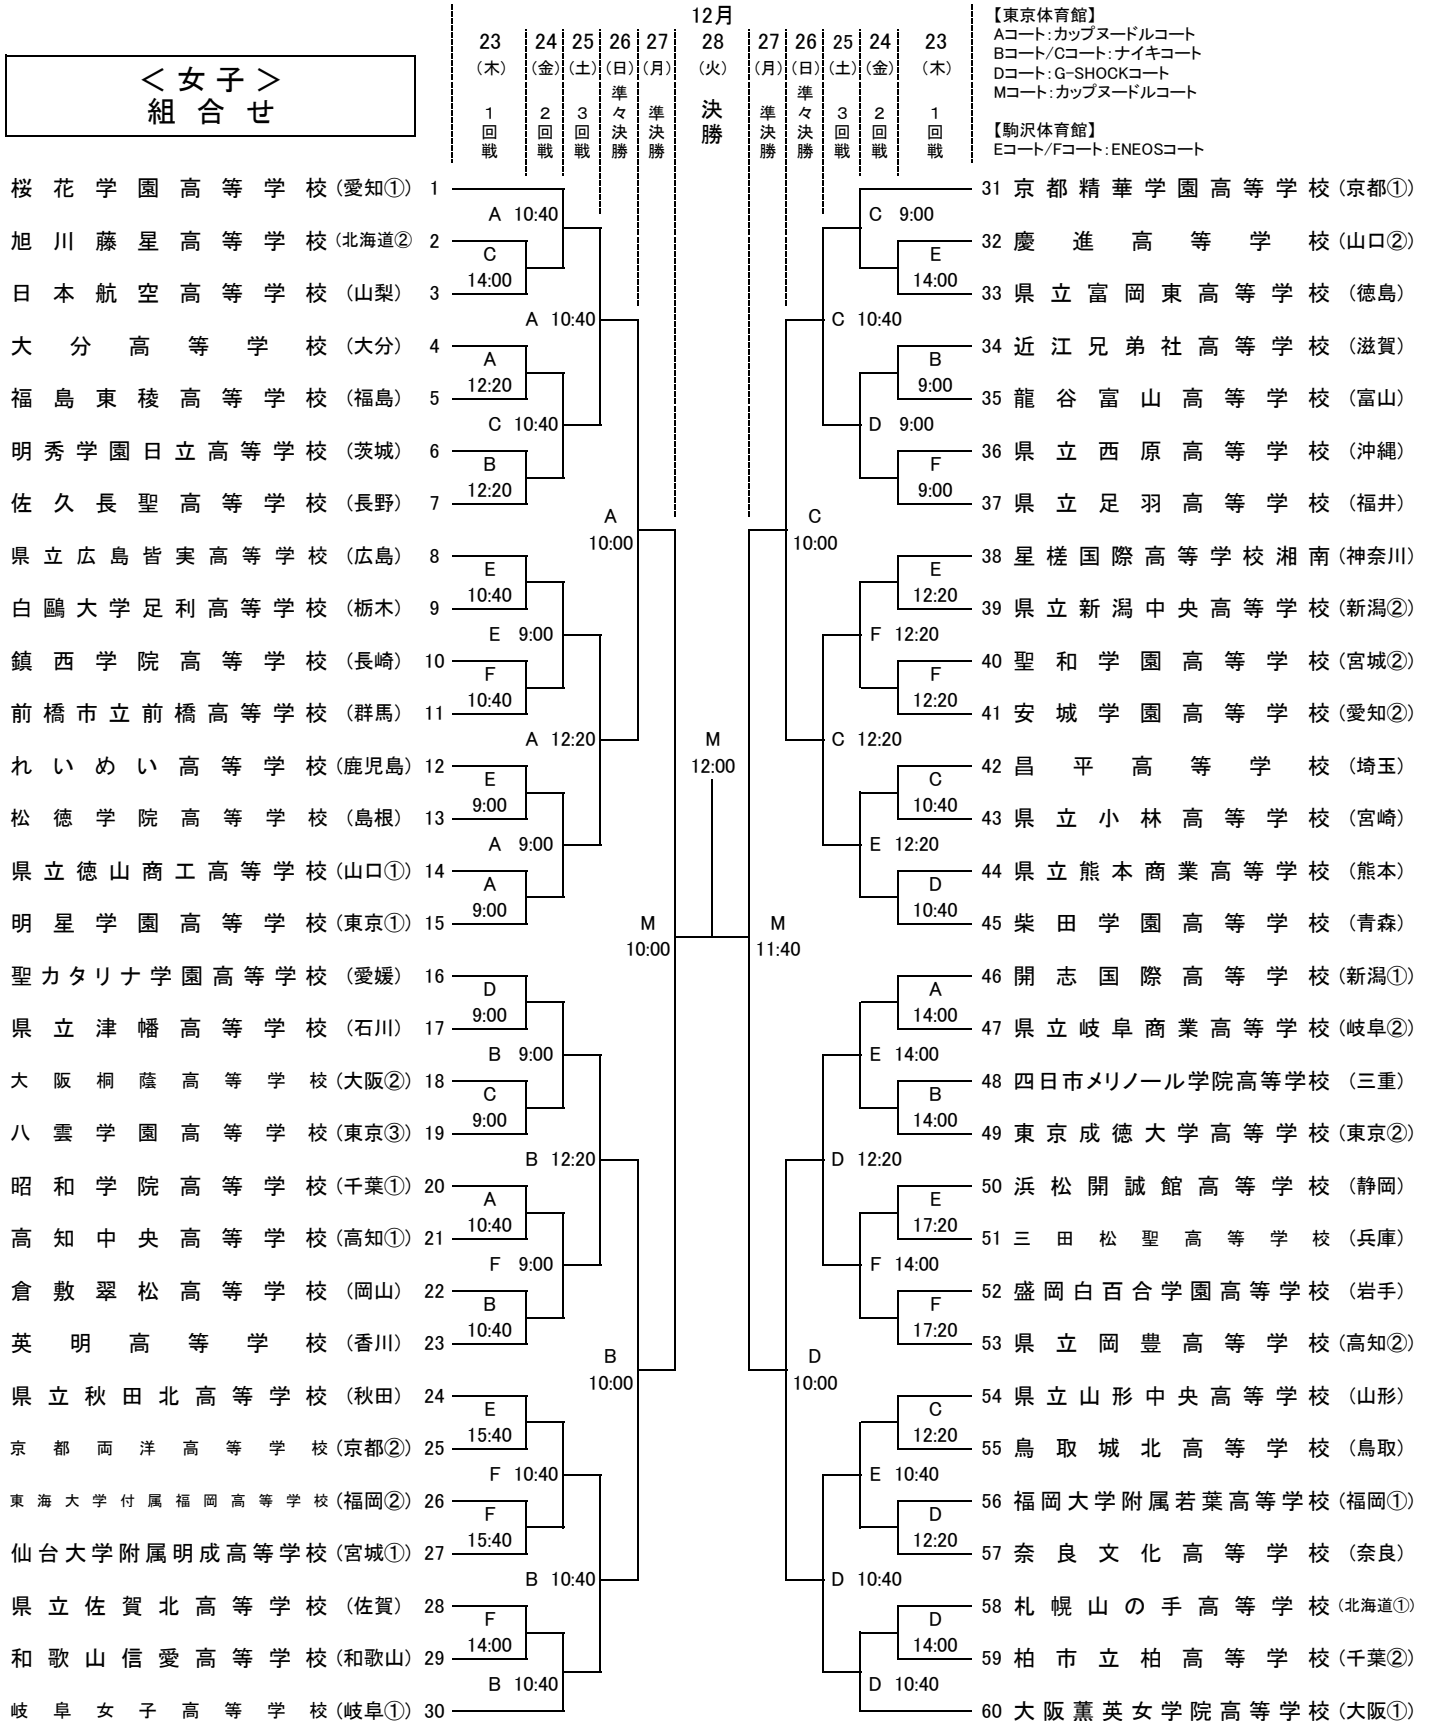 ＜女子＞
組合せ
12月
23 24 25 26 27 28 27 26 25 24 23
（木） （金） （土） （日） （月） （火） （月） （日） （土） （金） （木）
1回戦 2回戦 3回戦 準々決勝 準決勝 決勝 準決勝 準々決勝 3回戦 2回戦 1回戦
【東京体育館】
Aコート：カップヌードルコート
Bコート/Cコート：ナイキコート
Dコート：G-SHOCKコート
Mコート：カップヌードルコート
【駒沢体育館】
Eコート/Fコート：ENEOSコート
桜花学園高等学校（愛知①） 1
A 10:40
旭川藤星高等学校（北海道② 2
C
14:00
日本航空高等学校（山梨） 3
A 10:40
大分高等学校（大分） 4
A
12:20
福島東稜高等学校（福島） 5
C 10:40
明秀学園日立高等学校（茨城） 6
B
12:20
佐久長聖高等学校（長野） 7
A
10:00
県立広島皆実高等学校（広島） 8
E
10:40
白鷗大学足利高等学校（栃木） 9
E 9:00
鎮西学院高等学校（長崎） 10
F
10:40
前橋市立前橋高等学校（群馬） 11
A 12:20
れいめい高等学校（鹿児島） 12
E
9:00
松徳学院高等学校（島根） 13
A 9:00
県立徳山商工高等学校（山口①） 14
A
9:00
明星学園高等学校（東京①） 15
M
10:00
聖カタリナ学園高等学校（愛媛） 16
D
9:00
県立津幡高等学校（石川） 17
B 9:00
大阪桐蔭高等学校（大阪②） 18
C
9:00
八雲学園高等学校（東京③） 19
B 12:20
昭和学院高等学校（千葉①） 20
A
10:40
高知中央高等学校（高知①） 21
F 9:00
倉敷翠松高等学校（岡山） 22
B
10:40
英明高等学校（香川） 23
B
10:00
県立秋田北高等学校（秋田） 24
E
15:40
京都両洋高等学校（京都②） 25
F 10:40
東海大学付属福岡高等学校（福岡②） 26
F
15:40
仙台大学附属明成高等学校（宮城①） 27
B 10:40
県立佐賀北高等学校（佐賀） 28
F
14:00
和歌山信愛高等学校（和歌山） 29
B 10:40
岐阜女子高等学校（岐阜①） 30
M
12:00
31 京都精華学園高等学校（京都①）
C 9:00
32 慶進高等学校（山口②）
E
14:00
33 県立富岡東高等学校（徳島）
C 10:40
34 近江兄弟社高等学校（滋賀）
B
9:00
35 龍谷富山高等学校（富山）
D 9:00
36 県立西原高等学校（沖縄）
F
9:00
37 県立足羽高等学校（福井）
C
10:00
38 星槎国際高等学校湘南（神奈川）
E
12:20
39 県立新潟中央高等学校（新潟②）
F 12:20
40 聖和学園高等学校（宮城②）
F
12:20
41 安城学園高等学校（愛知②）
C 12:20
42 昌平高等学校（埼玉）
C
10:40
43 県立小林高等学校（宮崎）
E 12:20
44 県立熊本商業高等学校（熊本）
D
10:40
45 柴田学園高等学校（青森）
M
11:40
46 開志国際高等学校（新潟①）
A
14:00
47 県立岐阜商業高等学校（岐阜②）
E 14:00
48 四日市メリノール学院高等学校（三重）
B
14:00
49 東京成徳大学高等学校（東京②）
D 12:20
50 浜松開誠館高等学校（静岡）
E
17:20
51 三田松聖高等学校（兵庫）
F 14:00
52 盛岡白百合学園高等学校（岩手）
F
17:20
53 県立岡豊高等学校（高知②）
D
10:00
54 県立山形中央高等学校（山形）
C
12:20
55 鳥取城北高等学校（鳥取）
E 10:40
56 福岡大学附属若葉高等学校（福岡①）
D
12:20
57 奈良文化高等学校（奈良）
D 10:40
58 札幌山の手高等学校（北海道①）
D
14:00
59 柏市立柏高等学校（千葉②）
D 10:40
60 大阪薫英女学院高等学校（大阪①）